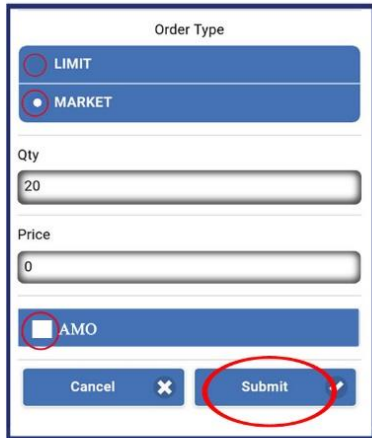 Order Type
LIMIT
MARKET
Qty
20
Price
0
AMO
Cancel
Submit